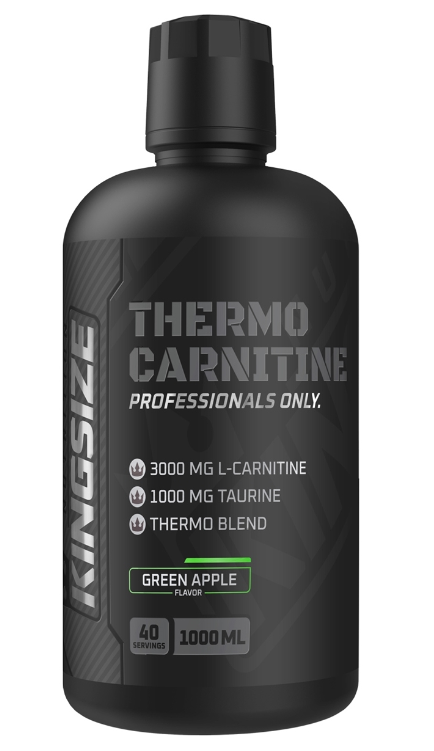 KINGSIZE
THERMO
CARNITINE
PROFESSIONALS ONLY.
3000 MG L-CARNITINE
1000 MG TAURINE
THERMO BLEND
GREEN APPLE
FLAVOR
40
SERVINGS
1000 ML